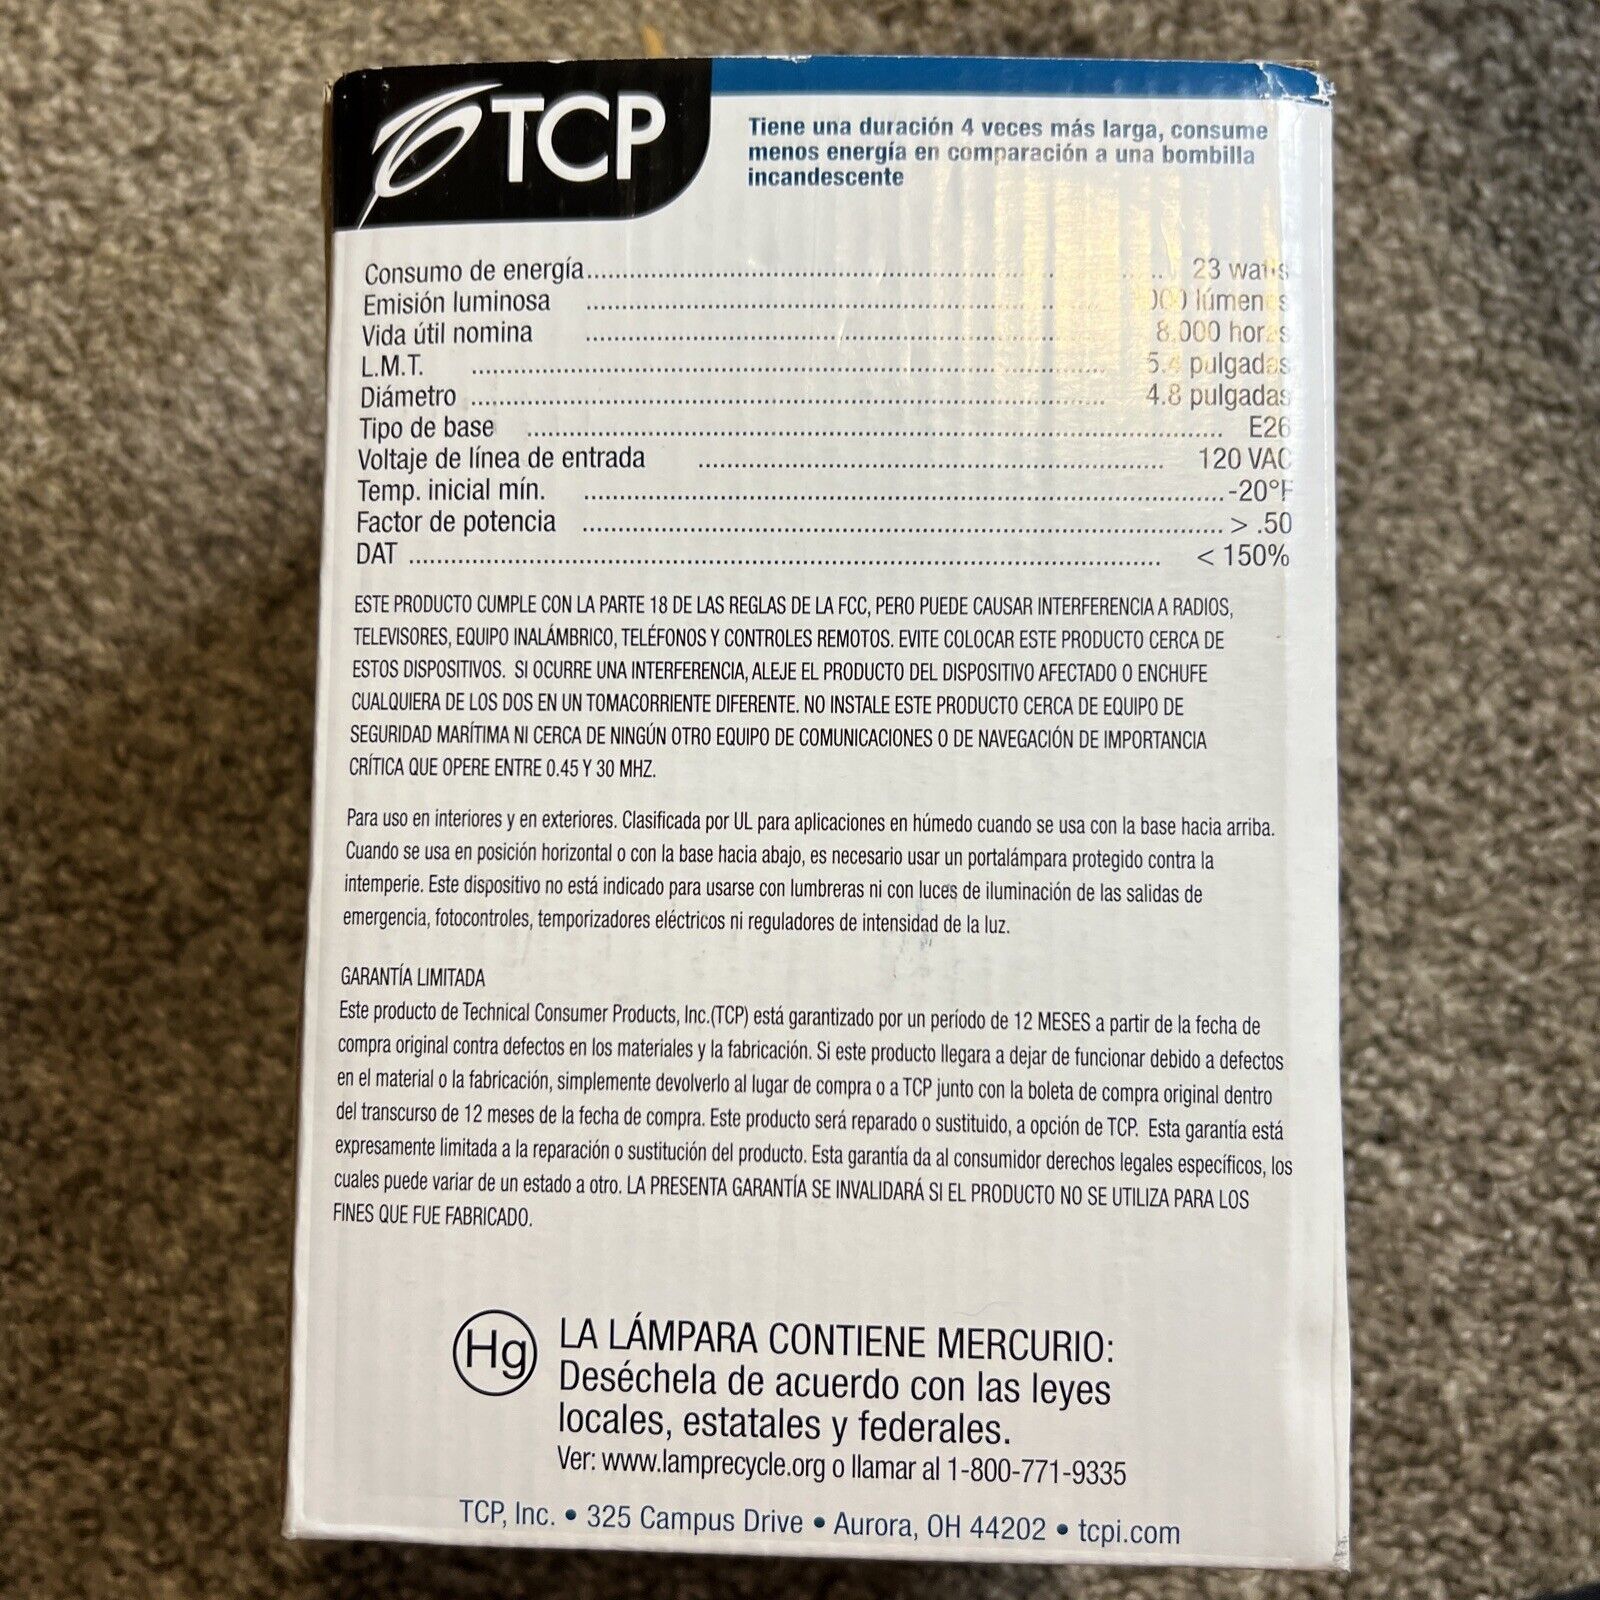 TCP
Tiene una duración 4 veces más larga, consume
menos energía en comparación a una bombilla
incandescente
Consumo de energía 23 watts
Emisión luminosa lúmenes
Vida útil nomina 8.000 horas
L.M.T. 5.4 pulgadas
Diámetro 4.8 pulgadas
Tipo de base E26
Voltaje de línea de entrada 120 VAC
Temp. inicial mín. -20°F
Factor de potencia > .50
DAT < 150%
ESTE PRODUCTO CUMPLE CON LA PARTE 18 DE LAS REGLAS DE LA FCC, PERO PUEDE CAUSAR INTERFERENCIA A RADIOS,
TELEVISORES, EQUIPO INALÁMBRICO, TELÉFONOS Y CONTROLES REMOTOS. EVITE COLOCAR ESTE PRODUCTO CERCA DE
ESTOS DISPOSITIVOS. SI OCURRE UNA INTERFERENCIA, ALEJE EL PRODUCTO DEL DISPOSITIVO AFECTADO O ENCHUFE
CUALQUIERA DE LOS DOS EN UN TOMACORRIENTE DIFERENTE. NO INSTALE ESTE PRODUCTO CERCA DE EQUIPO DE
SEGURIDAD MARÍTIMA NI CERCA DE NINGÚN OTRO EQUIPO DE COMUNICACIONES O DE NAVEGACIÓN DE IMPORTANCIA
CRÍTICA QUE OPERE ENTRE 0.45 Y 30 MHZ.
Para uso en interiores y en exteriores. Clasificada por UL para aplicaciones en húmedo cuando se usa con la base hacia arriba.
Cuando se usa en posición horizontal o con la base hacia abajo, es necesario usar un portalámpara protegido contra la
intemperie. Este dispositivo no está indicado para usarse con lumbreras ni con luces de iluminación de las salidas de
emergencia, fotocontroles, temporizadores eléctricos ni reguladores de intensidad de la luz.
GARANTÍA LIMITADA
Este producto de Technical Consumer Products, Inc.(TCP) está garantizado por un período de 12 MESES a partir de la fecha de
compra original contra defectos en los materiales y la fabricación. Si este producto llegara a dejar de funcionar debido a defectos
en el material o la fabricación, simplemente devolverlo al lugar de compra o a TCP junto con la boleta de compra original dentro
del transcurso de 12 meses de la fecha de compra. Este producto será reparado o sustituido, a opción de TCP. Esta garantía está
expresamente limitada a la reparación o sustitución del producto. Esta garantía da al consumidor derechos legales específicos, los
cuales puede variar de un estado a otro. LA PRESENTE GARANTÍA SE INVALIDARÁ SI EL PRODUCTO NO SE UTILIZA PARA LOS
FINES QUE FUE FABRICADO.
Hg
LA LÁMPARA CONTIENE MERCURIO:
Deséchela de acuerdo con las leyes
locales, estatales y federales.
Ver: www.lamprecycle.org o llamar al 1-800-771-9335
TCP, Inc. • 325 Campus Drive • Aurora, OH 44202 • tcpi.com